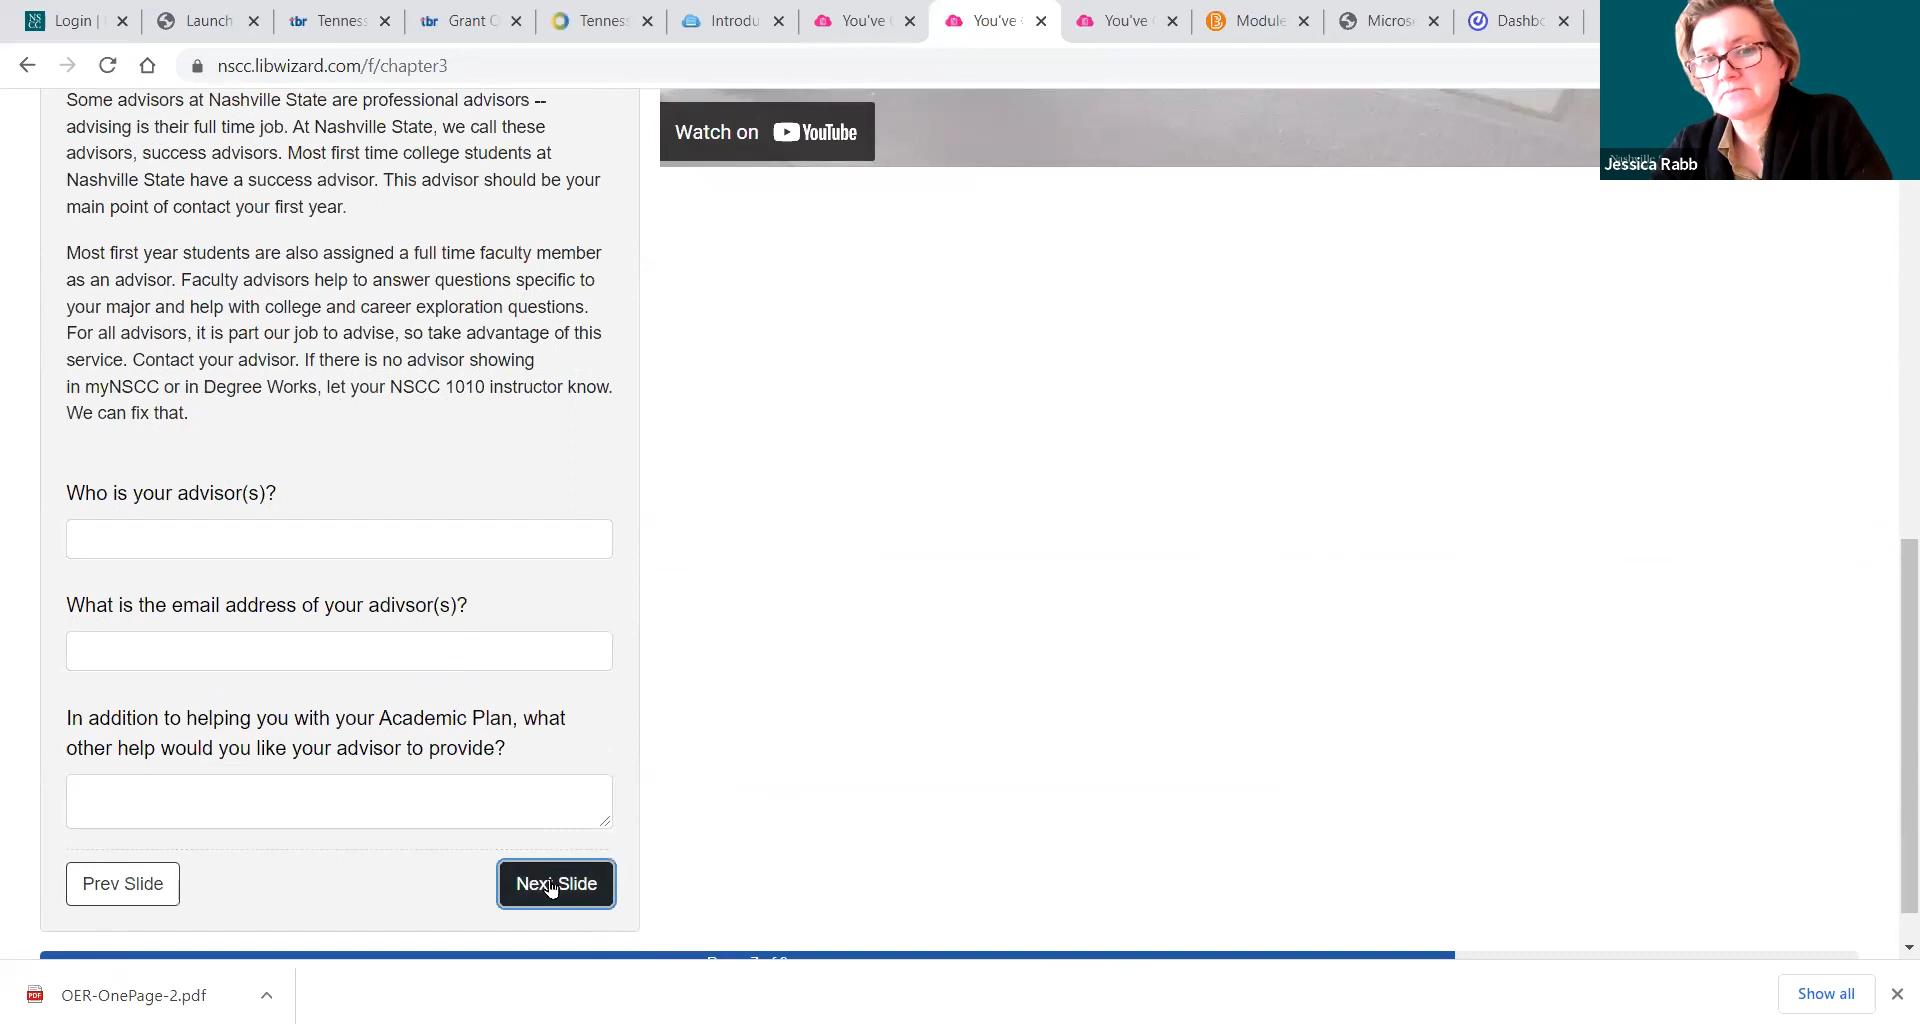 Login |
Launch
tbr Tenness
tbr Grant O
Tenness
Introdu
You've
You've
You've
Module
Micros
Dashbo
nscc.libwizard.com/f/chapter3
Some advisors at Nashville State are professional advisors --
advising is their full time job. At Nashville State, we call these
advisors, success advisors. Most first time college students at
Nashville State have a success advisor. This advisor should be your
main point of contact your first year.
Most first year students are also assigned a full time faculty member
as an advisor. Faculty advisors help to answer questions specific to
your major and help with college and career exploration questions.
For all advisors, it is part our job to advise, so take advantage of this
service. Contact your advisor. If there is no advisor showing
in myNSCC or in Degree Works, let your NSCC 1010 instructor know.
We can fix that.
Who is your advisor(s)?
What is the email address of your adivsor(s)?
In addition to helping you with your Academic Plan, what
other help would you like your advisor to provide?
Prev Slide
Next Slide
Watch on YouTube
Jessica Rabb
PDF
OER-OnePage-2.pdf
Show all